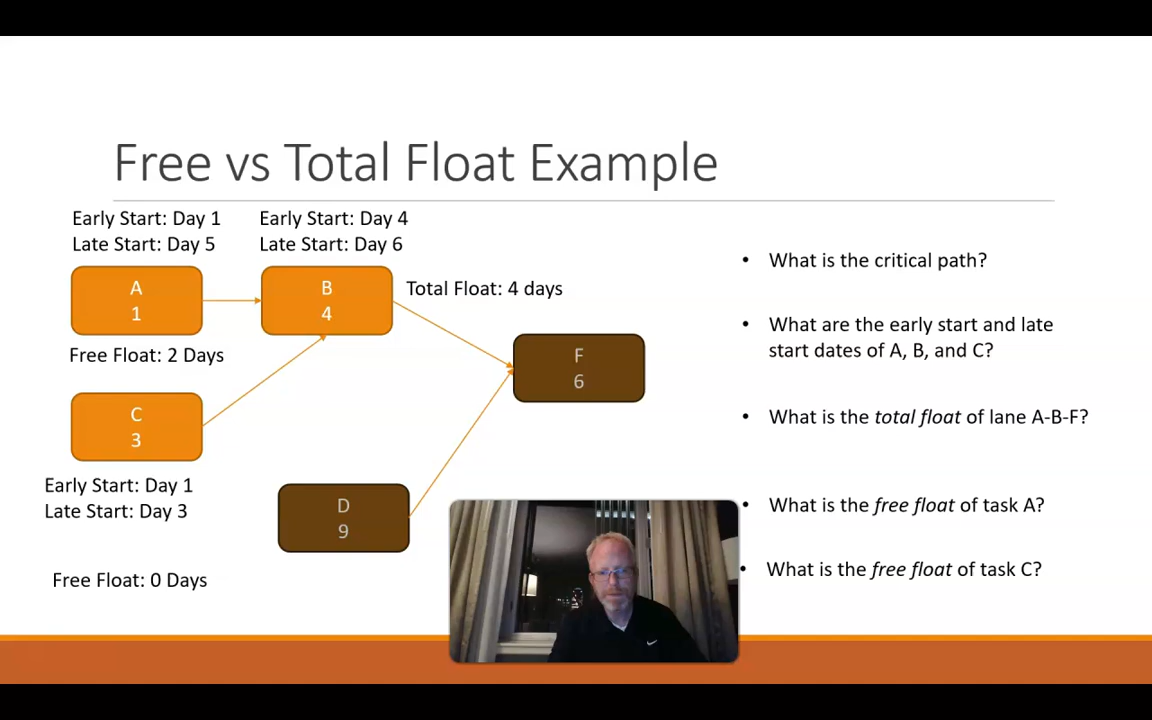 Free vs Total Float Example
Early Start: Day 1
Late Start: Day 5
Early Start: Day 4
Late Start: Day 6
A
1
B
4
Total Float: 4 days
Free Float: 2 Days
F
6
C
3
Early Start: Day 1
Late Start: Day 3
D
9
Free Float: 0 Days
• What is the critical path?
• What are the early start and late
start dates of A, B, and C?
• What is the total float of lane A-B-F?
• What is the free float of task A?
• What is the free float of task C?